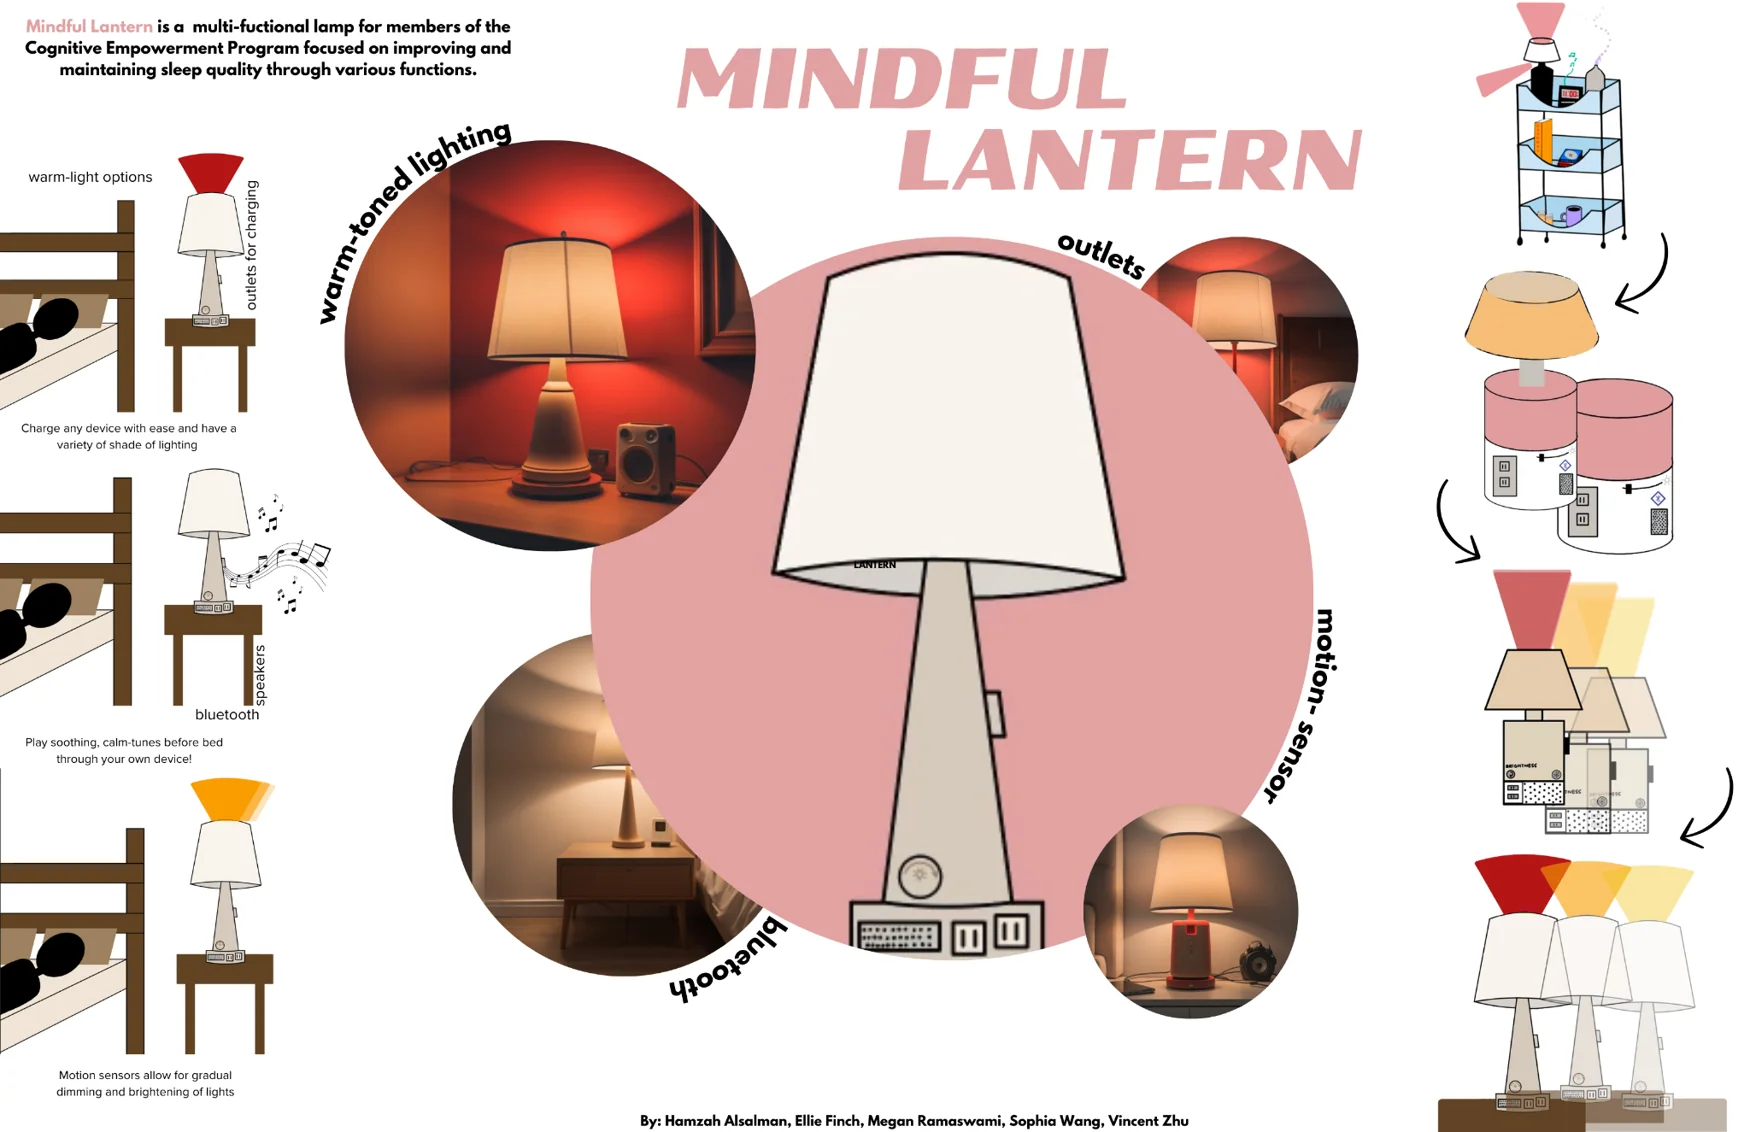 Mindful Lantern is a multi-fuctional lamp for members of the
Cognitive Empowerment Program focused on improving and
maintaining sleep quality through various functions.
MINDFUL
LANTERN
warm-toned lighting
outlets
motion- sensor
bluetooth
LANTERN
warm-light options
outlets for charging
Charge any device with ease and have a
variety of shade of lighting
speakers
bluetooth
Play soothing, calm-tunes before bed
through your own device!
Motion sensors allow for gradual
dimming and brightening of lights
BRIGHTNESS
By: Hamzah Alsalman, Ellie Finch, Megan Ramaswami, Sophia Wang, Vincent Zhu